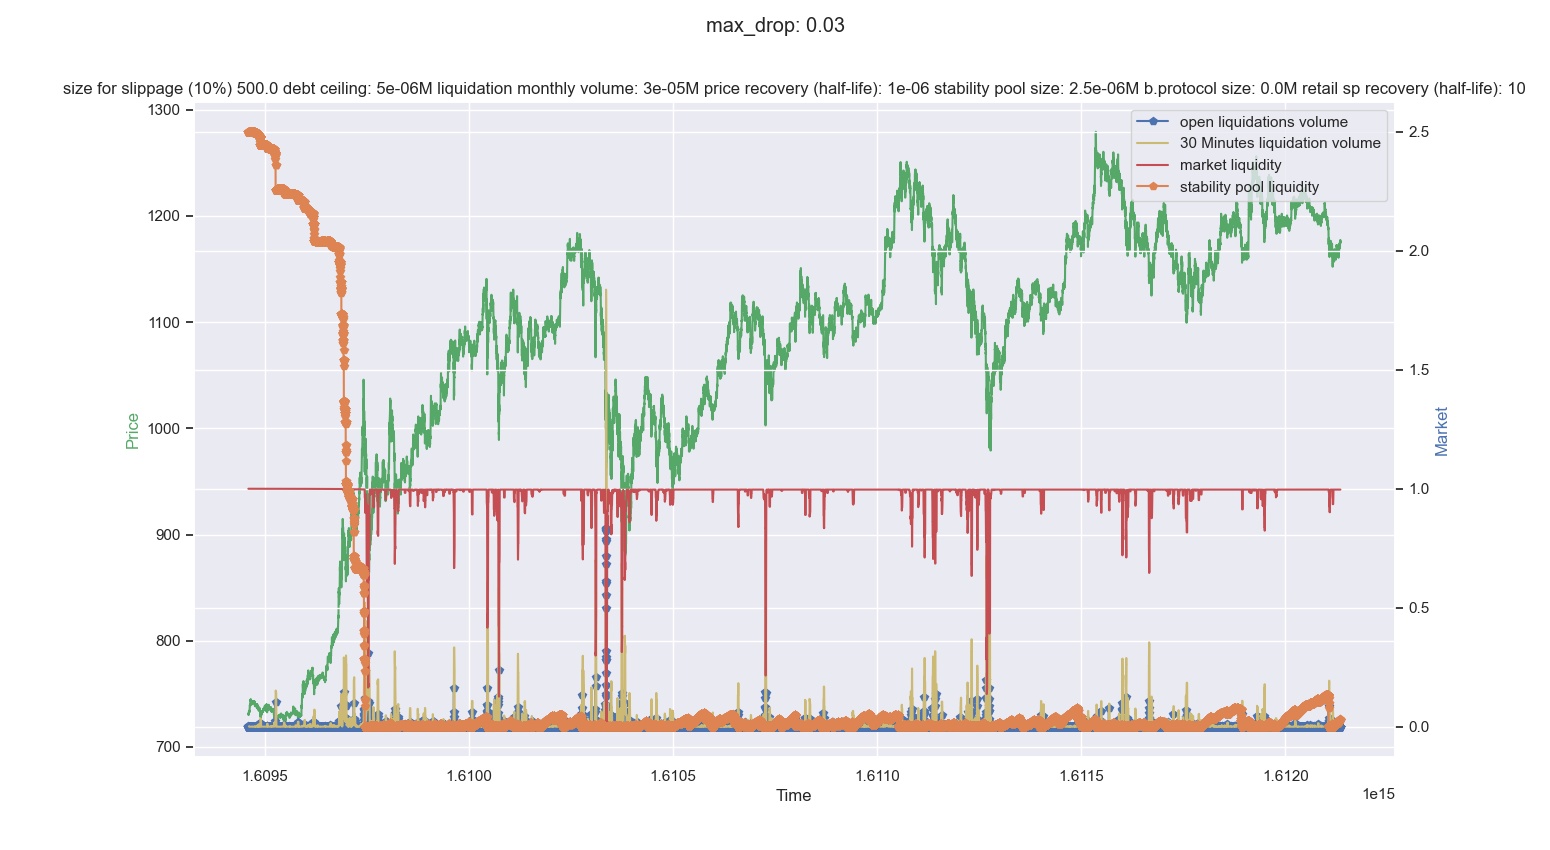 max_drop: 0.03
size for slippage (10%) 500.0 debt ceiling: 5e-06M liquidation monthly volume: 3e-05M price recovery (half-life): 1e-06 stability pool size: 2.5e-06M b.protocol size: 0.0M retail sp recovery (half-life): 10
open liquidations volume
30 Minutes liquidation volume
market liquidity
stability pool liquidity
1300
1200
1100
1000
900
800
700
Price
2.5
2.0
1.5
1.0
0.5
0.0
Market
1.6095 1.6100 1.6105 1.6110 1.6115 1.6120
Time
1e15